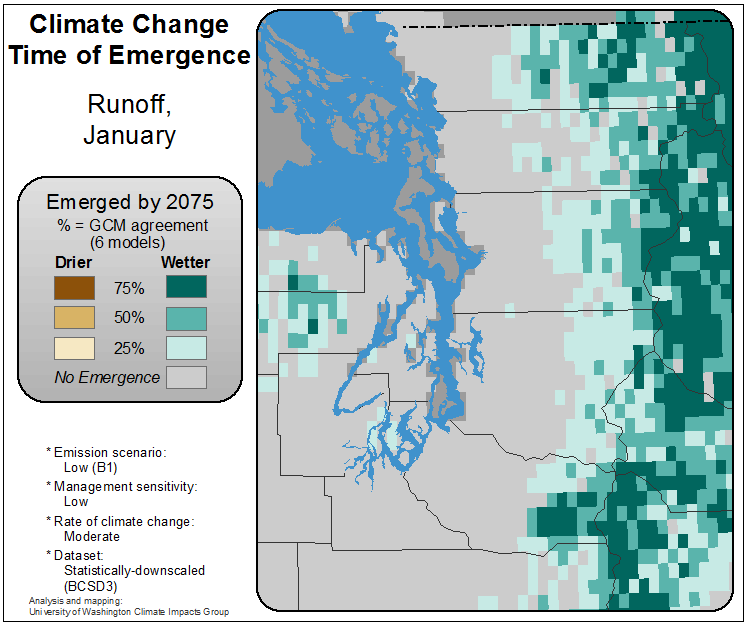 Climate Change
Time of Emergence
Runoff,
January
Emerged by 2075
% = GCM agreement
(6 models)
Drier Wetter
75%
50%
25%
No Emergence
* Emission scenario:
Low (B1)
* Management sensitivity:
Low
* Rate of climate change:
Moderate
* Dataset:
Statistically-downscaled
(BCSD3)
Analysis and mapping:
University of Washington Climate Impacts Group